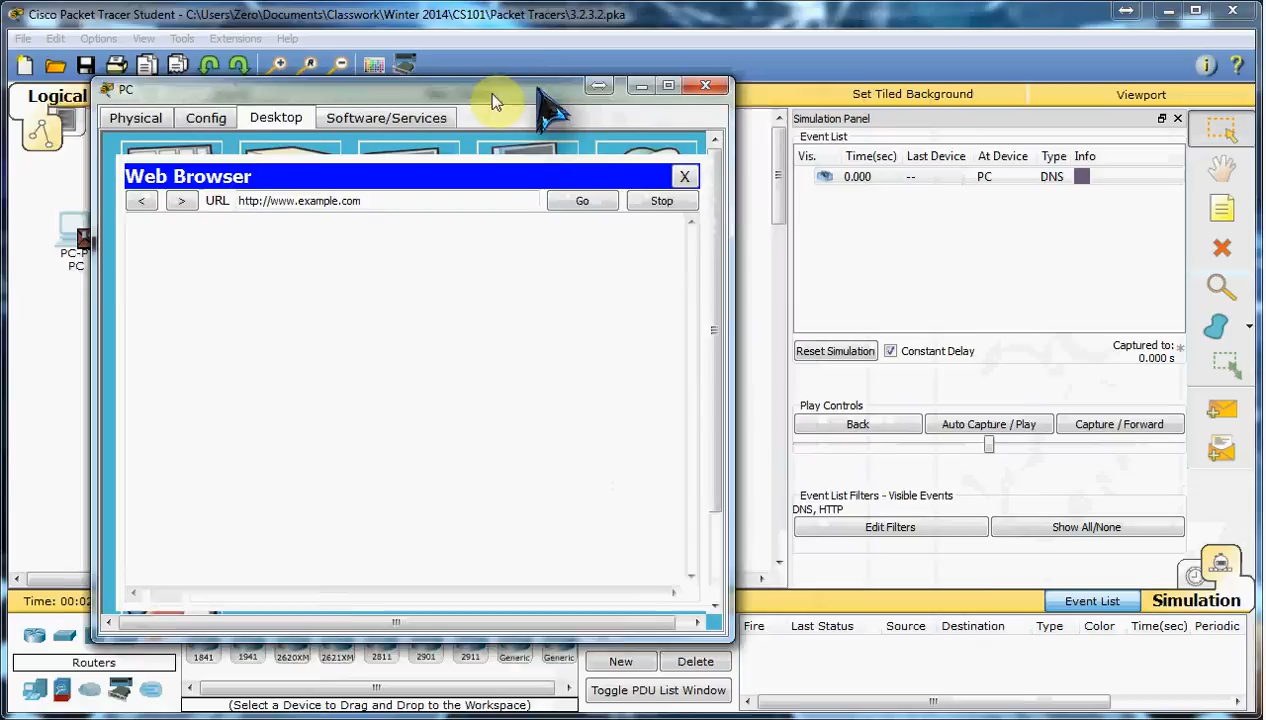 Cisco Packet Tracer Student - C:\Users\Zero\Documents\Classwork\Winter 2014\CS101\Packet Tracers\3.2.3.2.pka
File Edit Options View Tools Extensions Help
Logical
Set Tiled Background
Viewport
PC
Physical
Config
Desktop
Software/Services
Web Browser
X
<
>
URL
http://www.example.com
Go
Stop
PC-P
PC
Simulation Panel
Event List
Vis. Time(sec) Last Device At Device Type Info
0.000 -- PC DNS
Reset Simulation
Constant Delay
Captured to:
0.000 s
*
Play Controls
Back
Auto Capture / Play
Capture / Forward
Event List Filters - Visible Events
DNS, HTTP
Edit Filters
Show All/None
Time: 00:02
Event List
Simulation
Routers
1841 1941 2620XM 2621XM 2811 2901 2911 Generic Generic
(Select a Device to Drag and Drop to the Workspace)
New
Delete
Toggle PDU List Window
Fire Last Status Source Destination Type Color Time(sec) Periodic